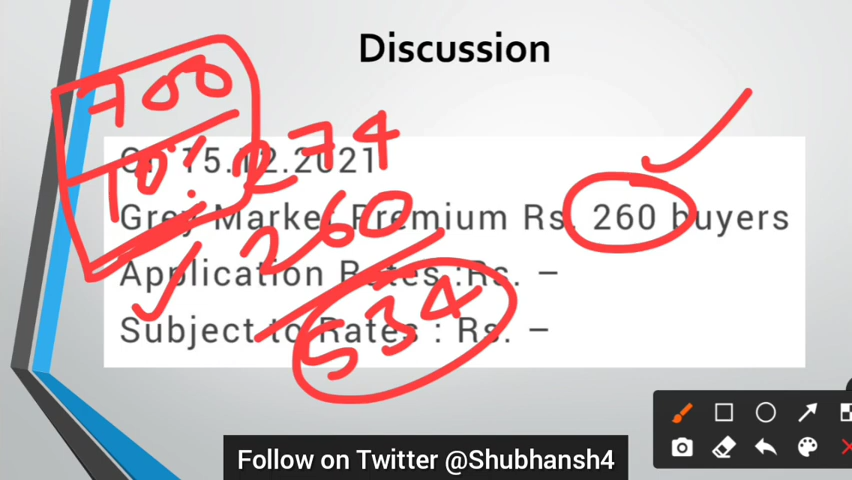 Discussion
700
10%
274
260
534
On 15.12.2021
Grey Market Premium Rs. 260 buyers
Application Rates :Rs. –
Subject to Rates : Rs. –
Follow on Twitter @Shubhansh4